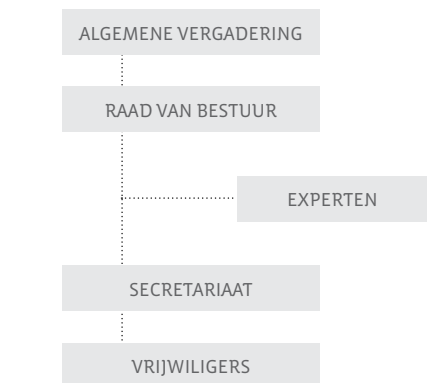 ALGEMENE VERGADERING
RAAD VAN BESTUUR
EXPERTEN
SECRETARIAAT
VRIJWILIGERS